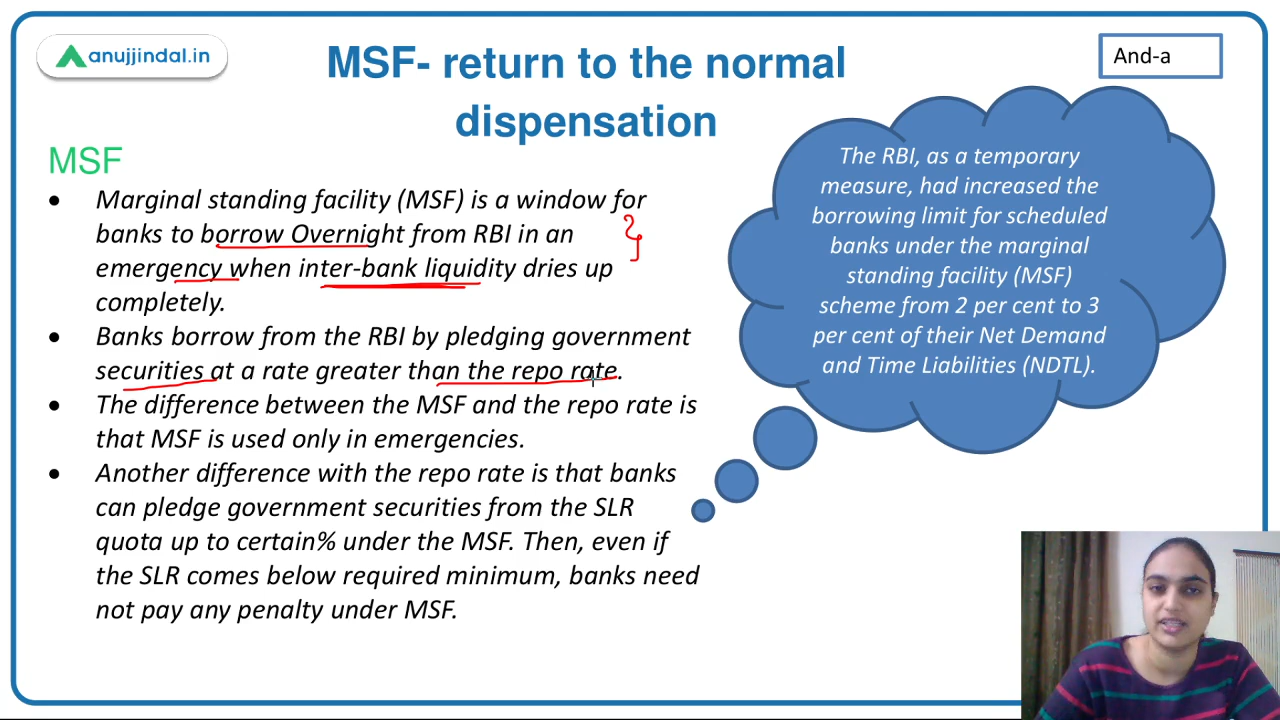 anujjindal.in
MSF- return to the normal
dispensation
And-a
MSF
• Marginal standing facility (MSF) is a window for
banks to borrow Overnight from RBI in an
emergency when inter-bank liquidity dries up
completely.
• Banks borrow from the RBI by pledging government
securities at a rate greater than the repo rate.
• The difference between the MSF and the repo rate is
that MSF is used only in emergencies.
• Another difference with the repo rate is that banks
can pledge government securities from the SLR
quota up to certain% under the MSF. Then, even if
the SLR comes below required minimum, banks need
not pay any penalty under MSF.
The RBI, as a temporary
measure, had increased the
borrowing limit for scheduled
banks under the marginal
standing facility (MSF)
scheme from 2 per cent to 3
per cent of their Net Demand
and Time Liabilities (NDTL).